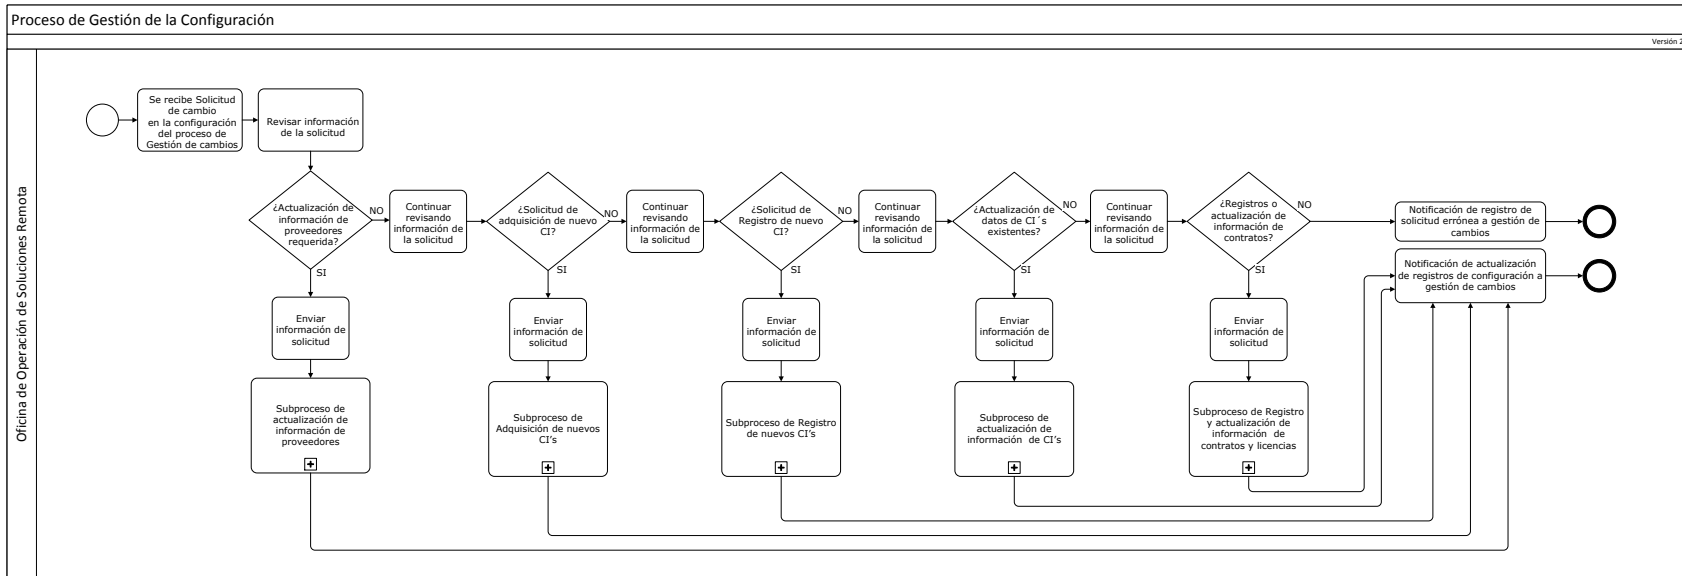 Proceso de Gestión de la Configuración
Versión 2
Oficina de Operación de Soluciones Remota
Se recibe Solicitud
de cambio
en la configuración
del proceso de
Gestión de cambios
Revisar información
de la solicitud
¿Actualización de
información de
proveedores
requerida?
NO
SI
Continuar
revisando
información de
la solicitud
¿Solicitud de
adquisición de nuevo
CI?
NO
SI
Continuar
revisando
información de
la solicitud
¿Solicitud de
Registro de nuevo
CI?
NO
SI
Continuar
revisando
información de
la solicitud
¿Actualización de
datos de CI´s
existentes?
NO
SI
Continuar
revisando
información de
la solicitud
¿Registros o
actualización de
información de
contratos?
NO
SI
Notificación de registro de
solicitud errónea a gestión de
cambios
Notificación de actualización
de registros de configuración a
gestión de cambios
Enviar
información de
solicitud
Enviar
información de
solicitud
Enviar
información de
solicitud
Enviar
información de
solicitud
Enviar
información de
solicitud
Subproceso de
actualización de
información de
proveedores
Subproceso de
Adquisición de nuevos
CI’s
Subproceso de Registro
de nuevos CI’s
Subproceso de
actualización de
información de CI’s
Subproceso de Registro
y actualización de
información de
contratos y licencias